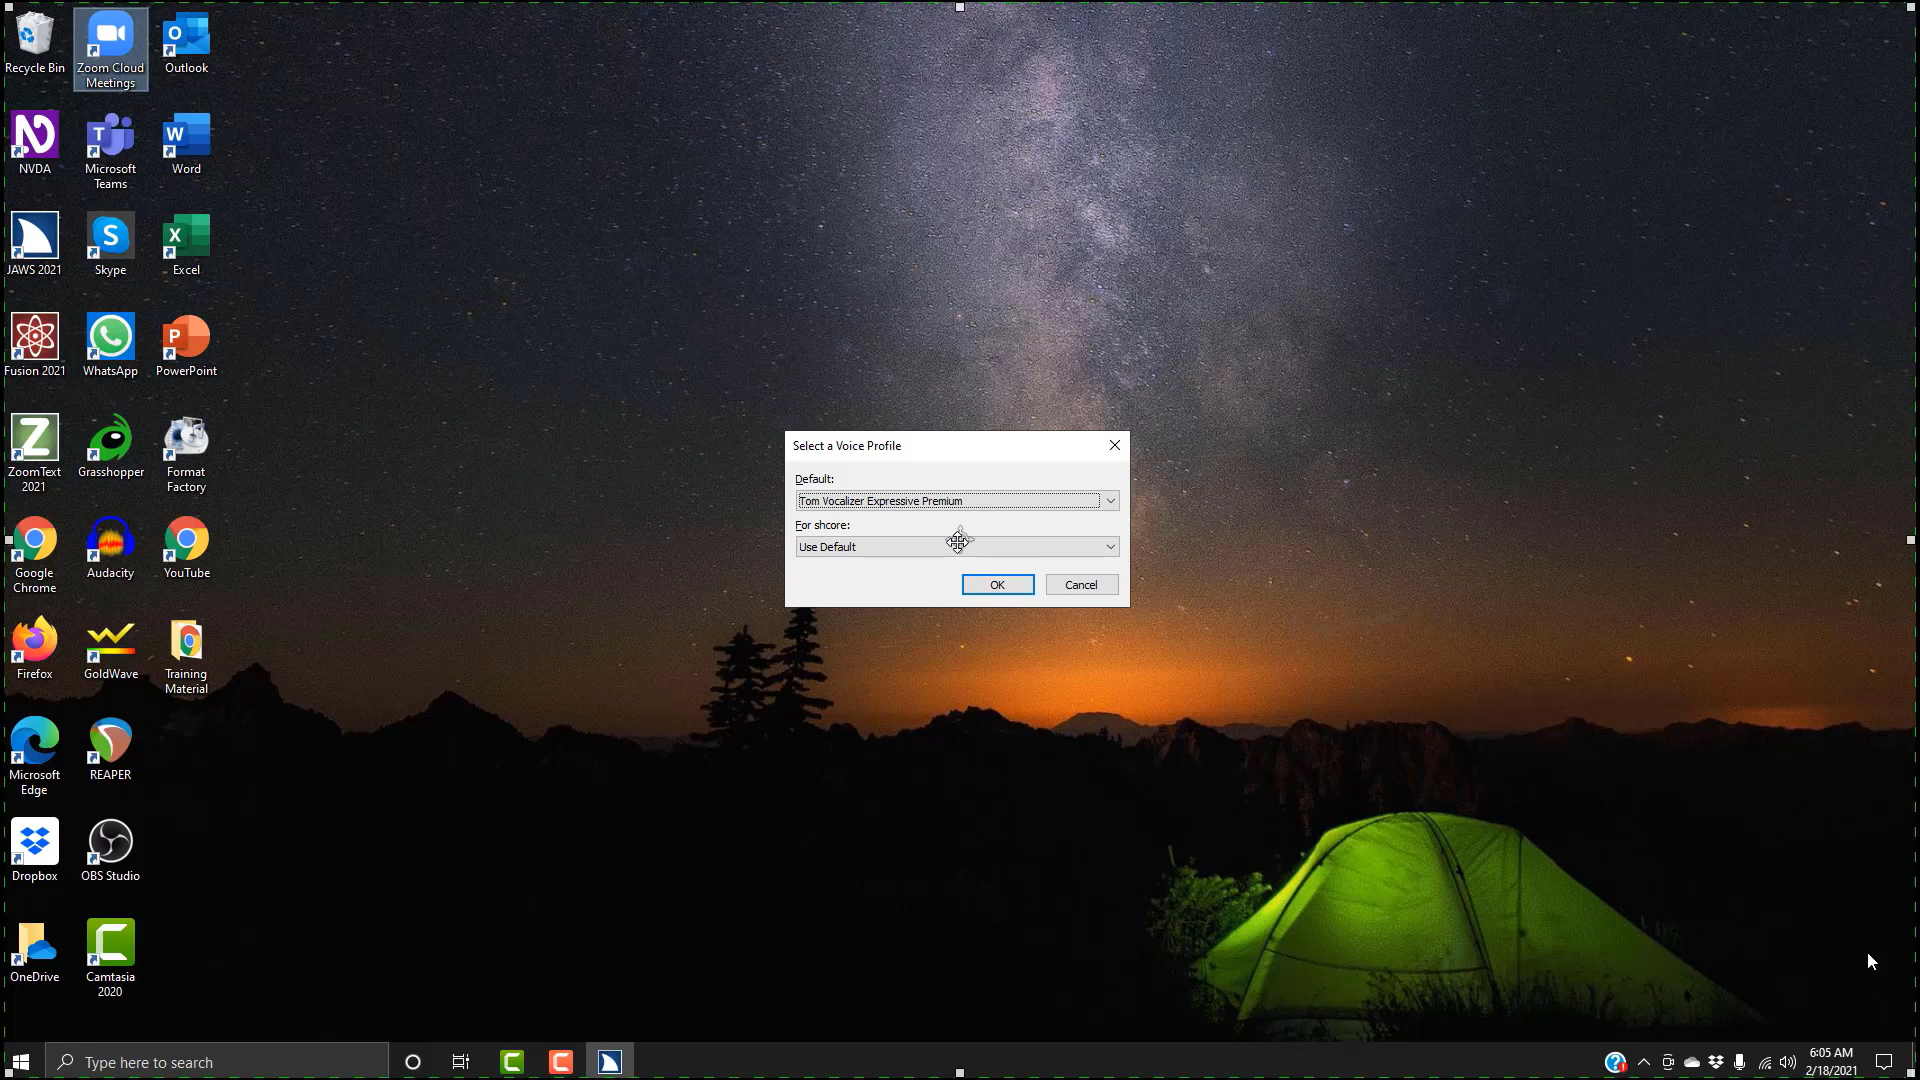 Recycle Bin
Zoom Cloud
Meetings
Outlook
NVDA
Microsoft
Teams
Word
JAWS 2021
Skype
Excel
Fusion 2021
WhatsApp
PowerPoint
ZoomText
2021
Grasshopper
Format
Factory
Google
Chrome
Audacity
YouTube
Firefox
GoldWave
Training
Material
Microsoft
Edge
REAPER
Dropbox
OBS Studio
OneDrive
Camtasia
2020
Select a Voice Profile
Default:
Tom Vocalizer Expressive Premium
For shcore:
Use Default
OK
Cancel
Type here to search
6:05 AM
2/18/2021